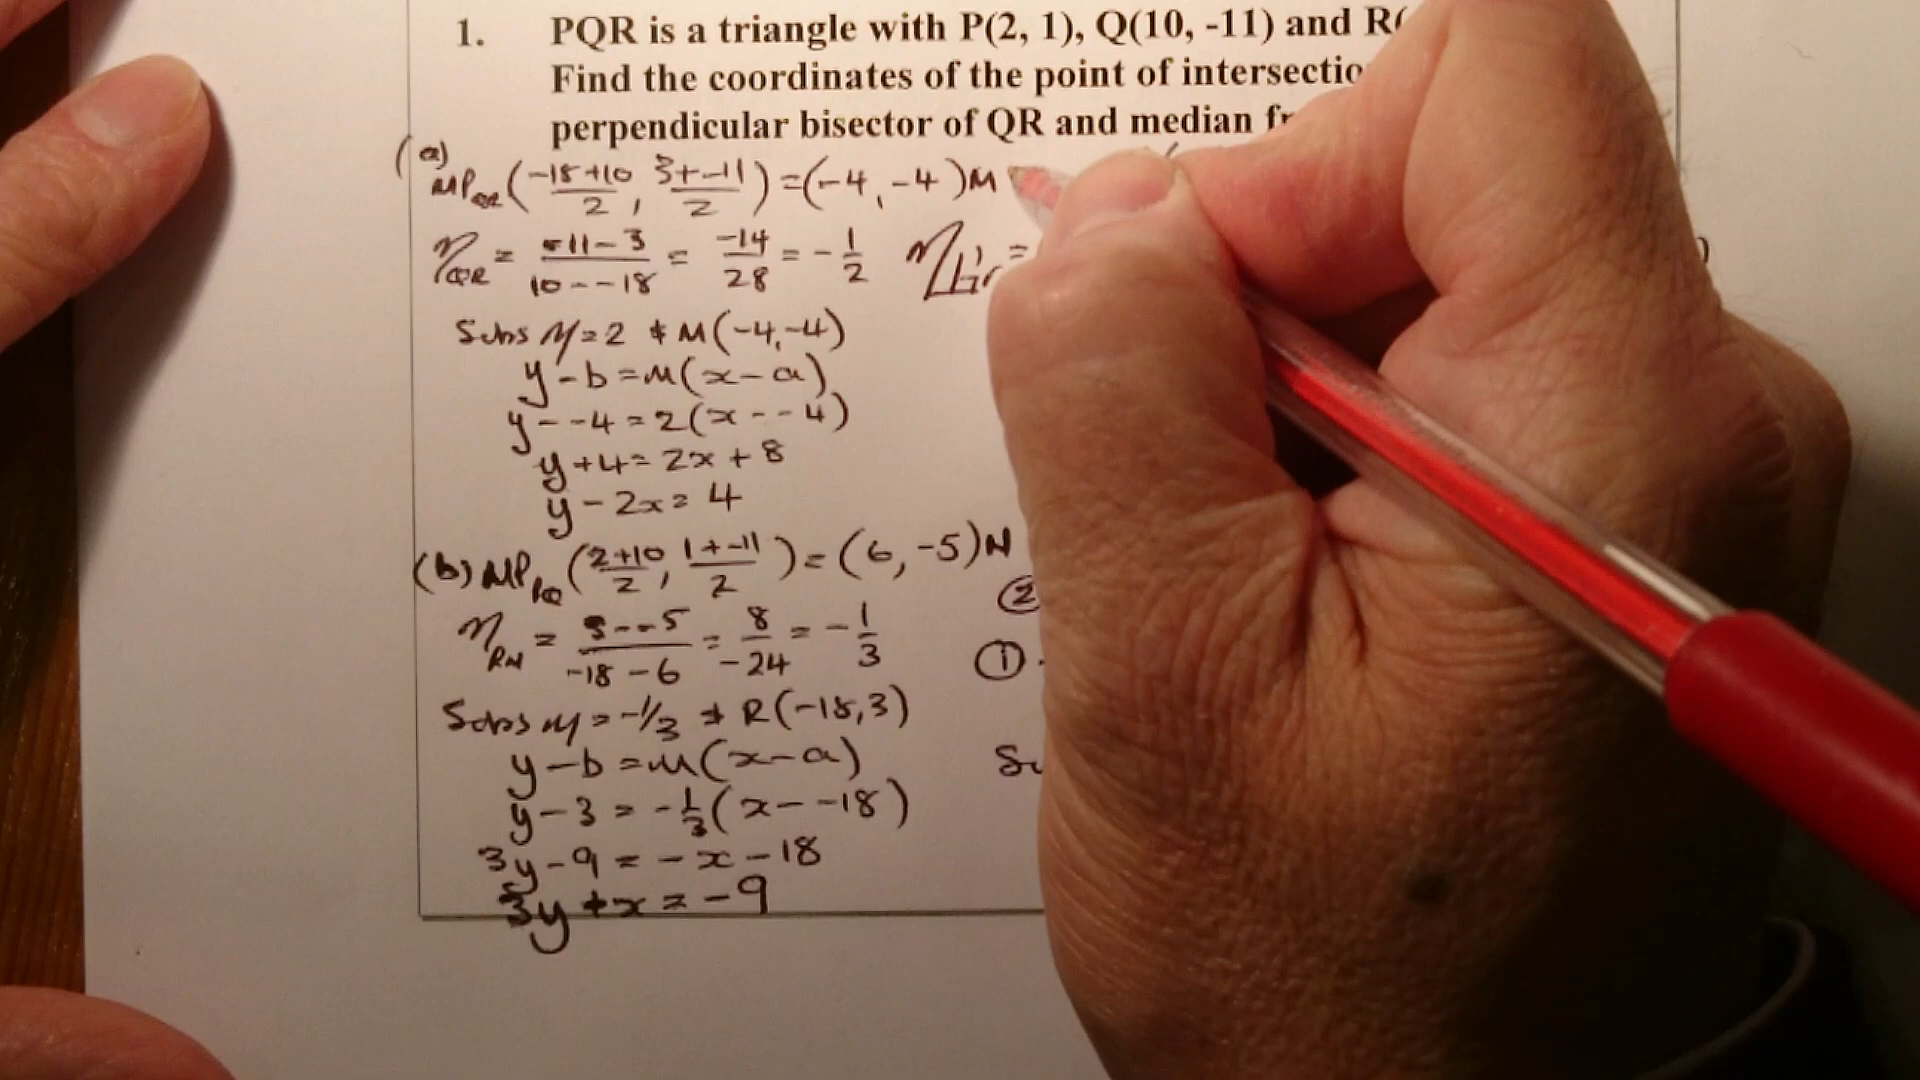 1. PQR is a triangle with P(2, 1), Q(10, -11) and R(
Find the coordinates of the point of intersectio
perpendicular bisector of QR and median fr
(a)
MP_QR (-18+10/2, 3+-11/2) = (-4, -4) M
m_QR = -11-3/10--18 = -14/28 = -1/2 m_⊥r =
Subs M=2 & M(-4,-4)
y-b=m(x-a)
y--4=2(x--4)
y+4=2x+8
y-2x=4
(b) MP_PQ (2+10/2, 1+-11/2) = (6, -5) N
②
m_RN = 3--5/-18-6 = 8/-24 = -1/3
①
Subs m=-1/3 & R(-18,3)
y-b=m(x-a)
Su
y-3=-1/3(x--18)
3y-9=-x-18
3y+x=-9